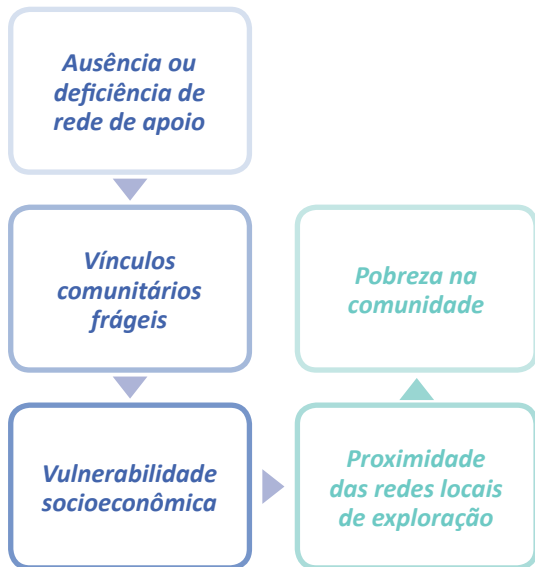 Ausência ou
deficiência de
rede de apoio
Vínculos
comunitários
frágeis
Vulnerabilidade
socioeconômica
Proximidade
das redes locais
de exploração
Pobreza na
comunidade